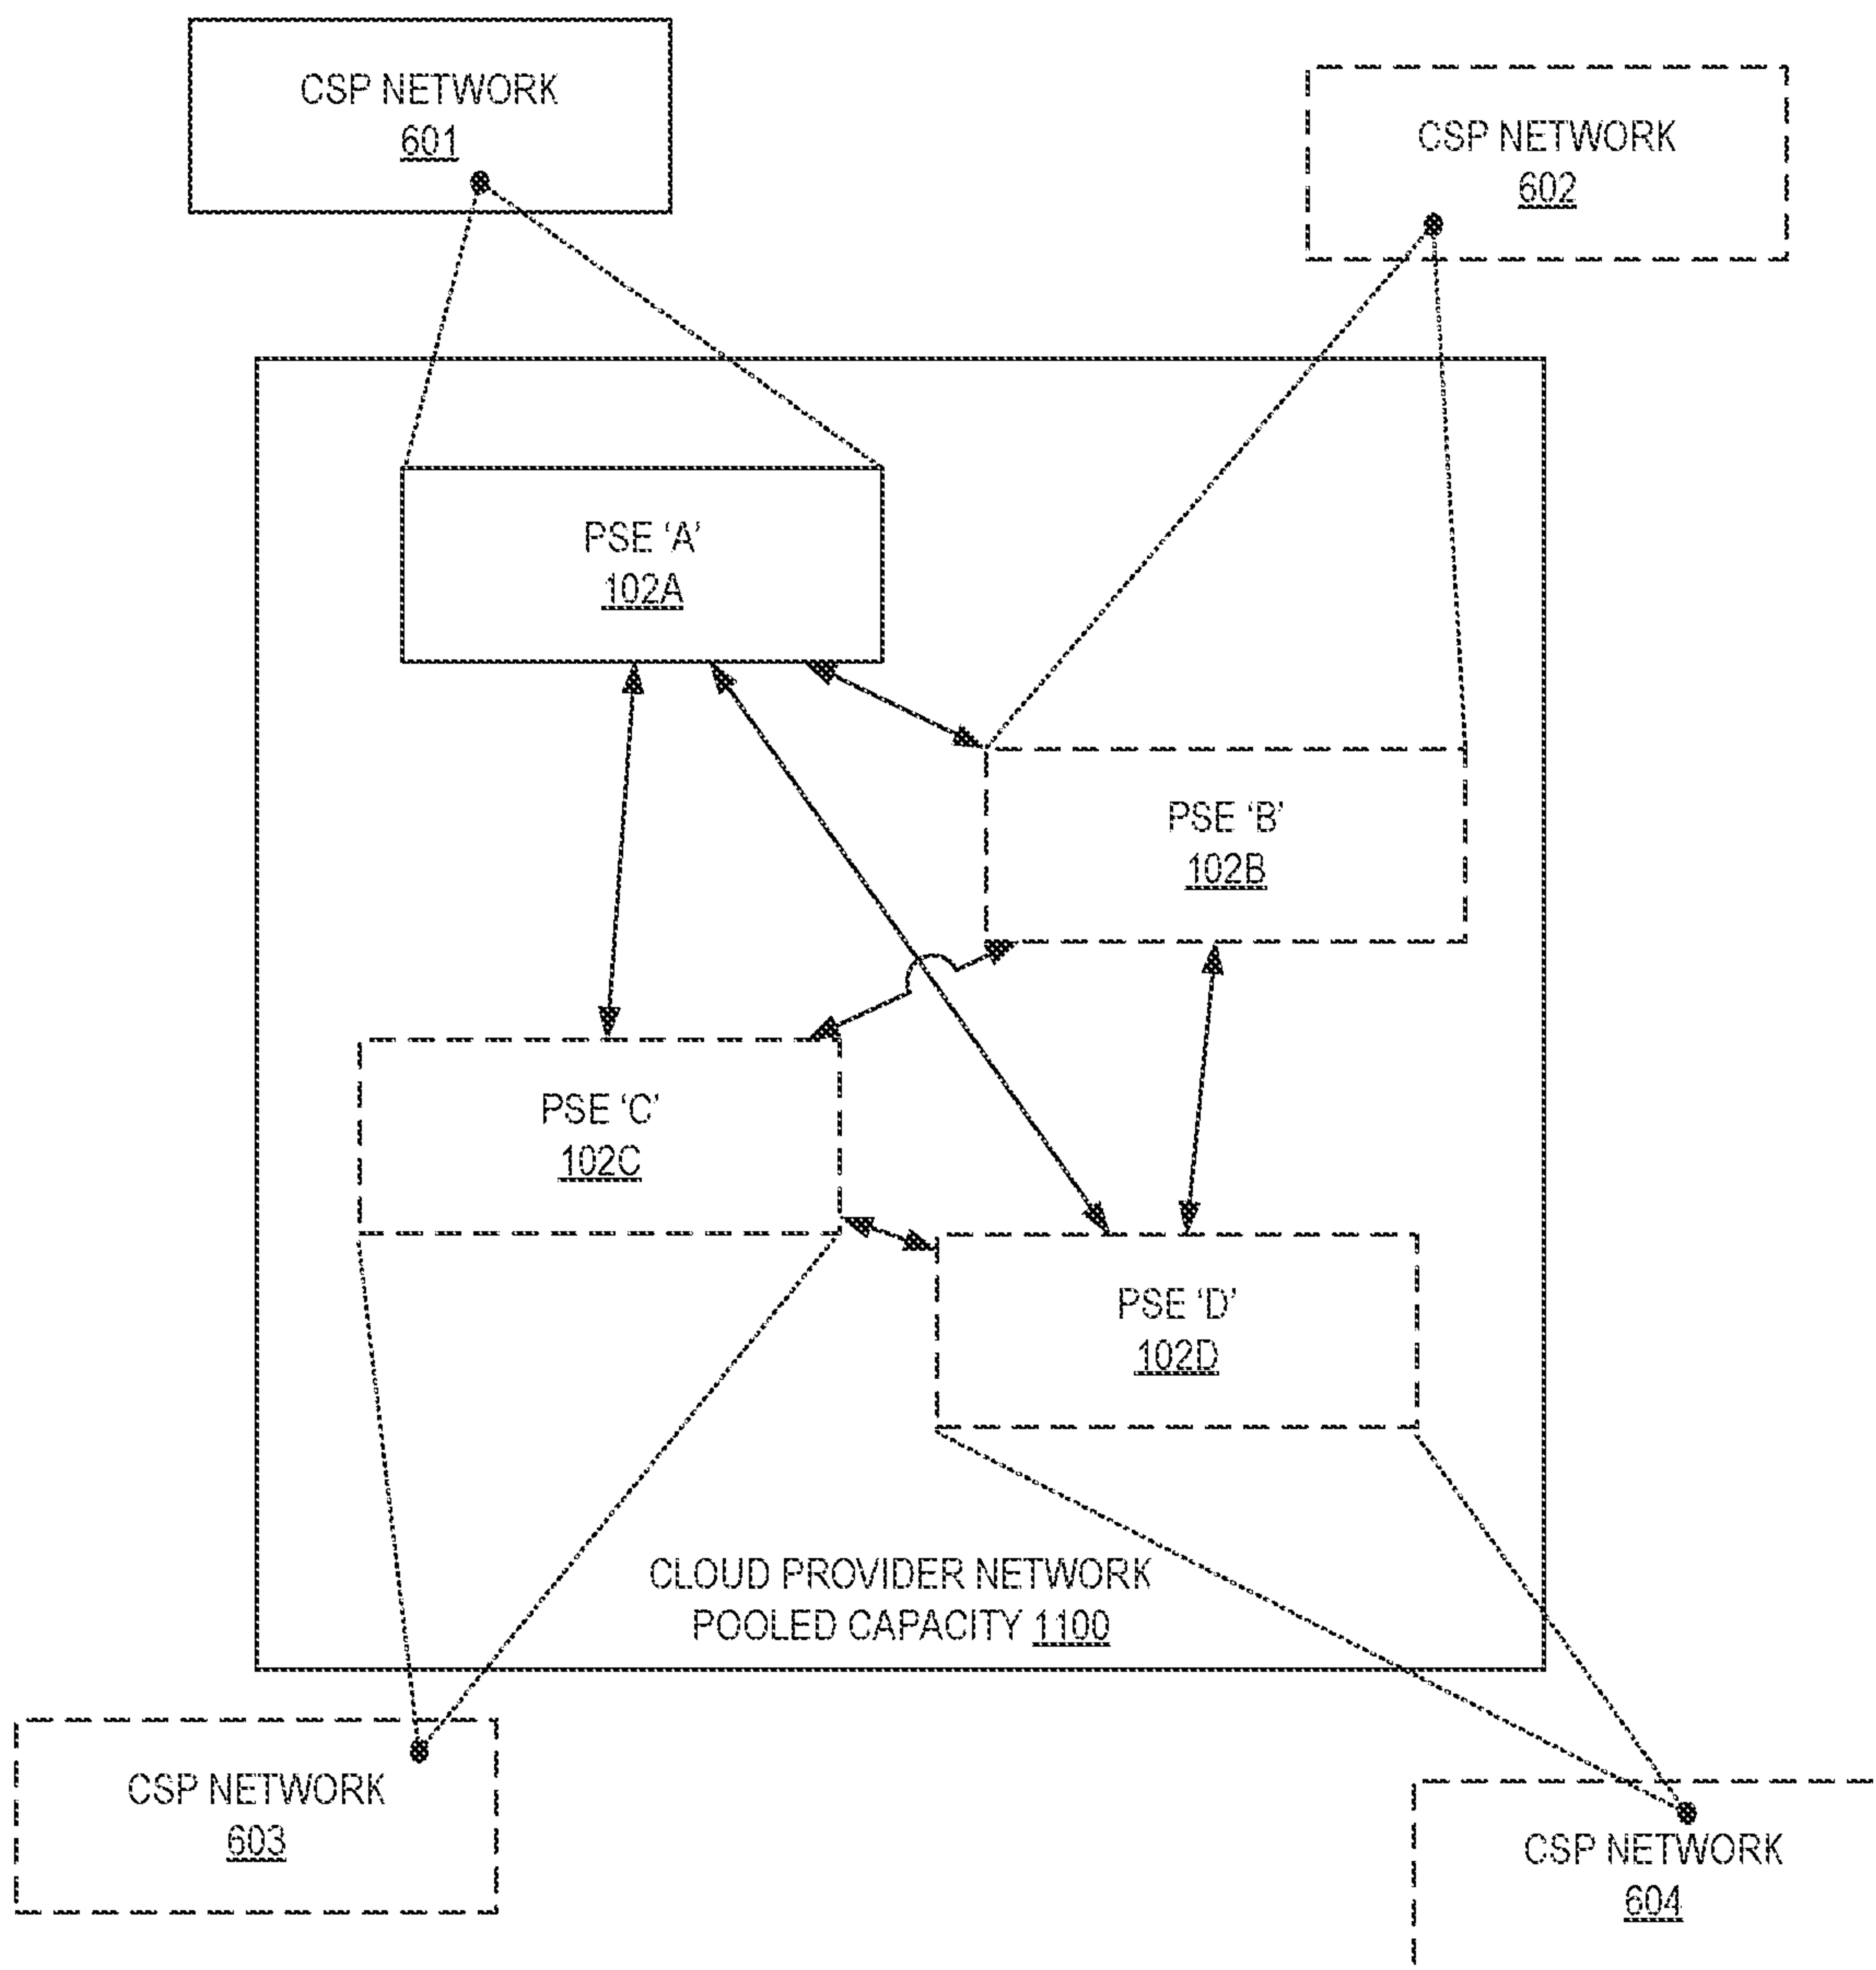 CSP NETWORK
601
CSP NETWORK
602
PSE ‘A’
102A
PSE ‘B’
102B
PSE ‘C’
102C
PSE ‘D’
102D
CLOUD PROVIDER NETWORK
POOLED CAPACITY 1100
CSP NETWORK
603
CSP NETWORK
604